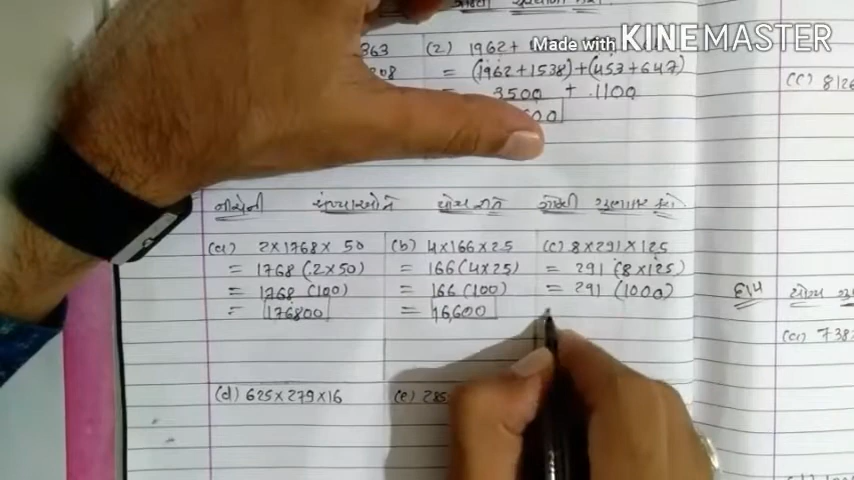 Made with KINEMASTER
363 (2) 1962+
= (1962+1538)+(453+647)
3500 + 1100
(c) 8126
નીચેની સંખ્યાઓને યોગ્ય રીતે
(a) 2×1768×50 (b) 4×166×25 (c) 8×291×125
= 1768 (2×50) = 166(4×25) = 291 (8×125)
= 1768 (100) = 166 (100) = 291 (1000)
= 176800 = 16,600
યોગ્ય
(a) 738
(d) 625×279×16 (e) 285